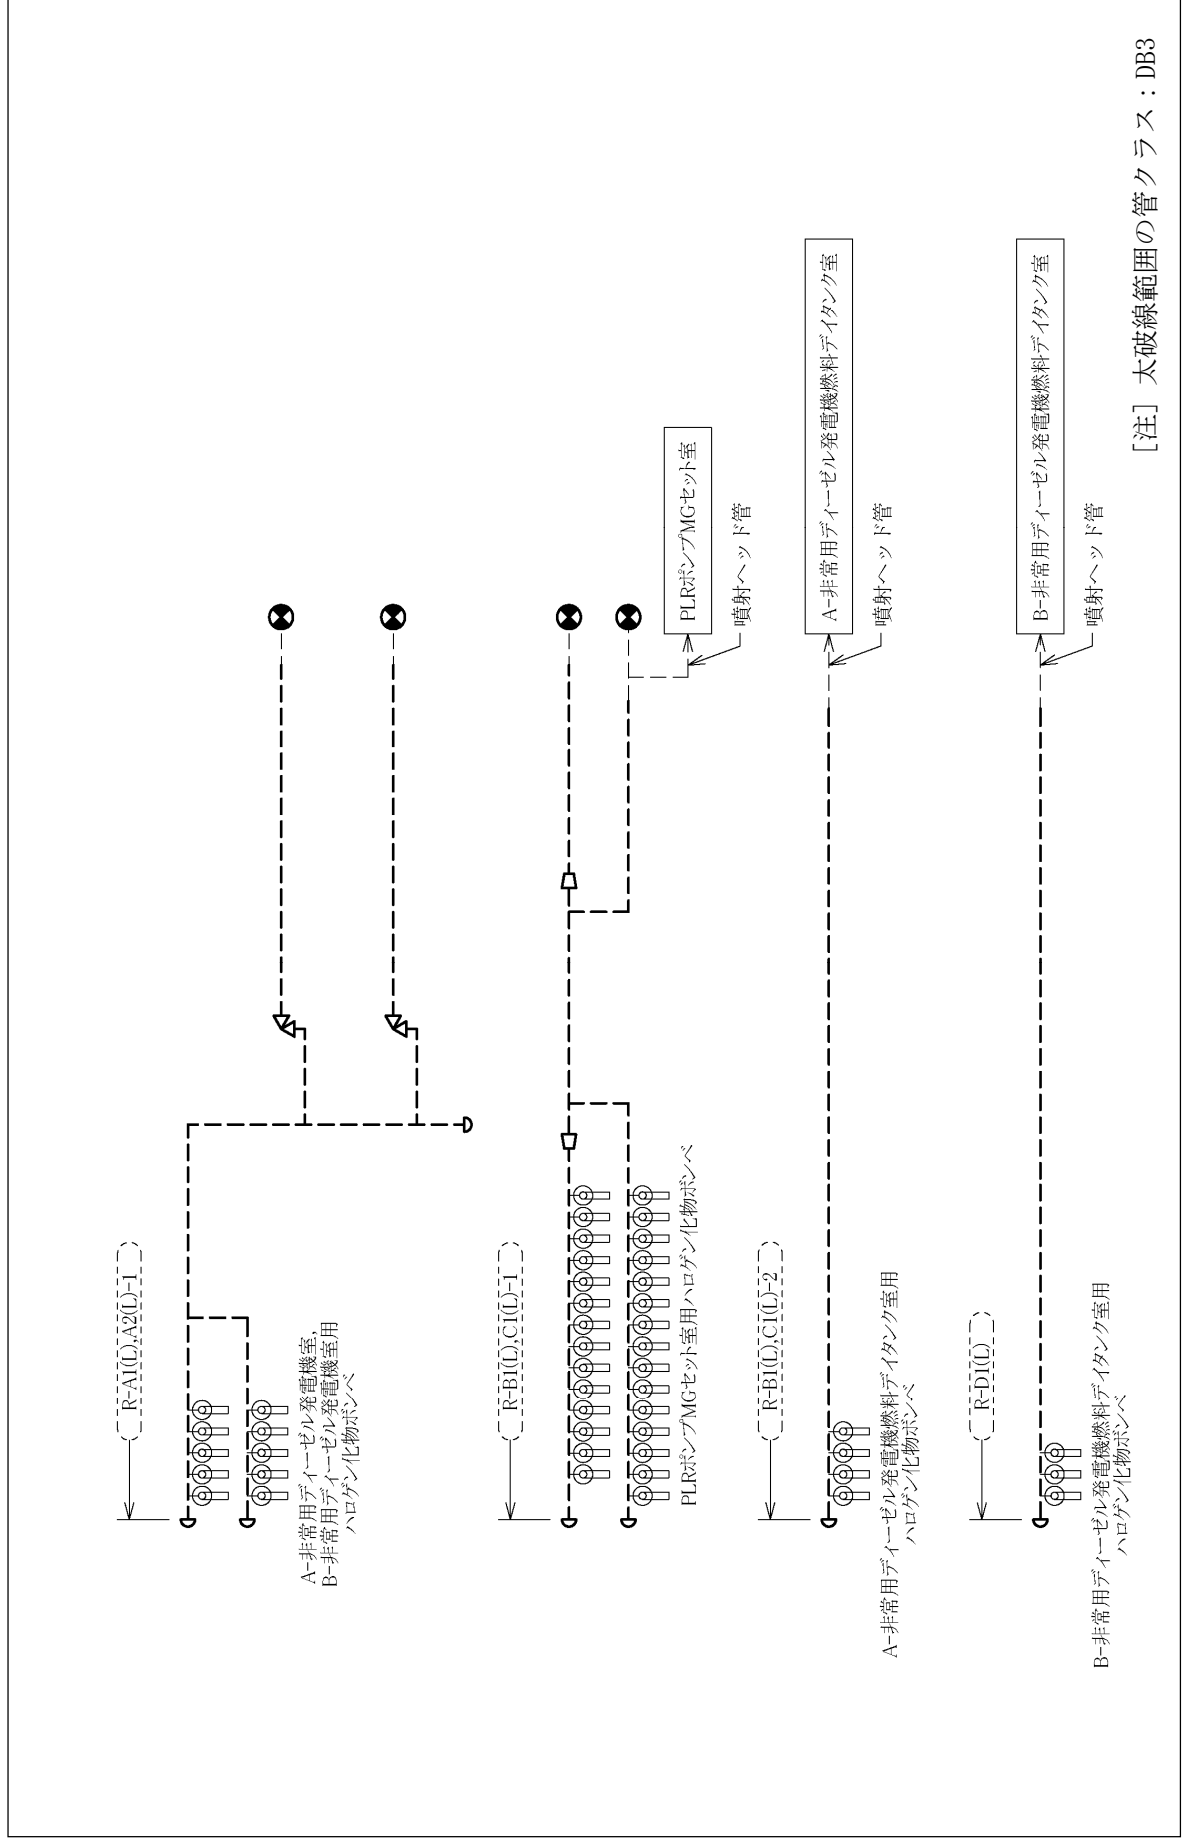 R-A1(L),A2(L)-1
A-非常用ディーゼル発電機室,
B-非常用ディーゼル発電機室用
ハロゲン化物ボンベ
R-B1(L),C1(L)-1
PLRポンプMGセット室用ハロゲン化物ボンベ
PLRポンプMGセット室
噴射ヘッド管
R-B1(L),C1(L)-2
A-非常用ディーゼル発電機燃料デイタンク室用
ハロゲン化物ボンベ
A-非常用ディーゼル発電機燃料デイタンク室
噴射ヘッド管
R-D1(L)
B-非常用ディーゼル発電機燃料デイタンク室用
ハロゲン化物ボンベ
B-非常用ディーゼル発電機燃料デイタンク室
噴射ヘッド管
[注] 太破線範囲の管クラス：DB3